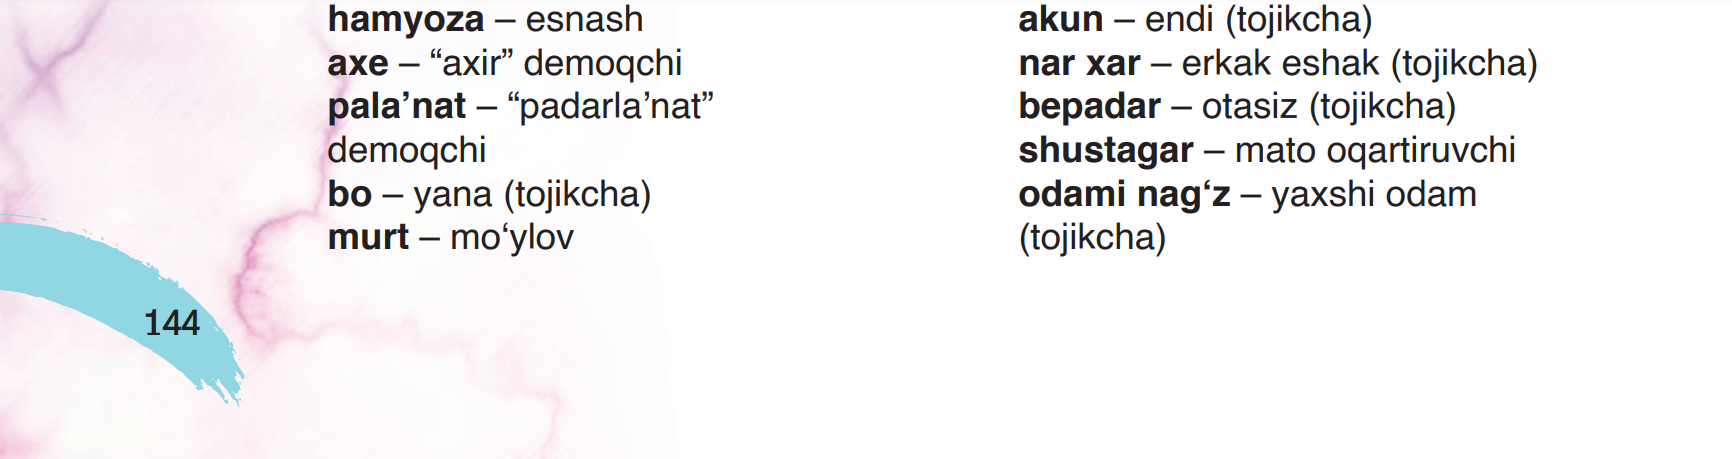 hamyoza – esnash
axe – “axir” demoqchi
pala’nat – “padarla’nat”
demoqchi
bo – yana (tojikcha)
murt – mo‘ylov
akun – endi (tojikcha)
nar xar – erkak eshak (tojikcha)
bepadar – otasiz (tojikcha)
shustagar – mato oqartiruvchi
odami nag‘z – yaxshi odam
(tojikcha)
144